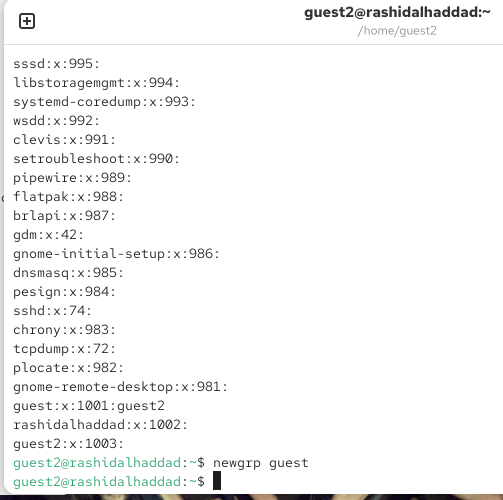 guest2@rashidalhaddad:~
/home/guest2
sssd:x:995:
libstoragemgmt:x:994:
systemd-coredump:x:993:
wsdd:x:992:
clevis:x:991:
setroubleshoot:x:990:
pipewire:x:989:
flatpak:x:988:
brlapi:x:987:
gdm:x:42:
gnome-initial-setup:x:986:
dnsmasq:x:985:
pesign:x:984:
sshd:x:74:
chrony:x:983:
tcpdump:x:72:
plocate:x:982:
gnome-remote-desktop:x:981:
guest:x:1001:guest2
rashidalhaddad:x:1002:
guest2:x:1003:
guest2@rashidalhaddad:~$ newgrp guest
guest2@rashidalhaddad:~$